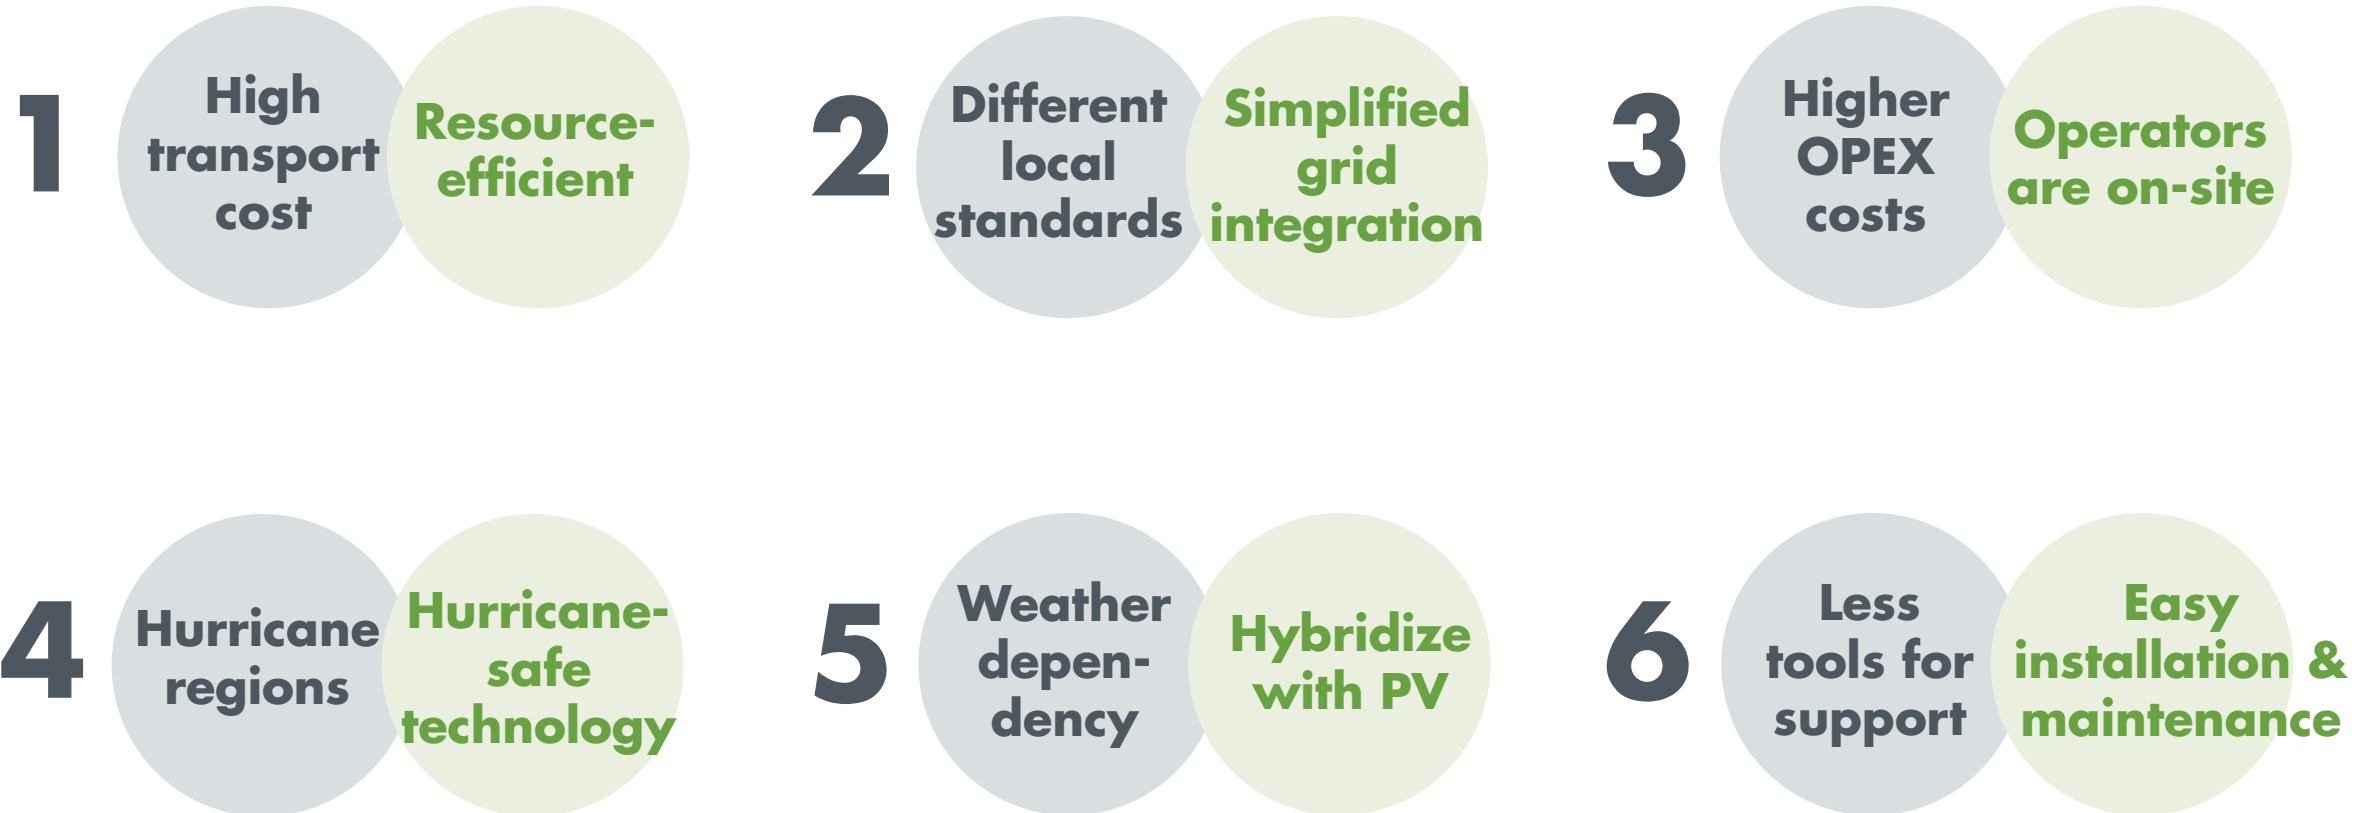 1
High
transport
cost
Resource-
efficient
2
Different
local
standards
Simplified
grid
integration
3
Higher
OPEX
costs
Operators
are on-site
4
Hurricane
regions
Hurricane-
safe
technology
5
Weather
depen-
dency
Hybridize
with PV
6
Less
tools for
support
Easy
installation &
maintenance